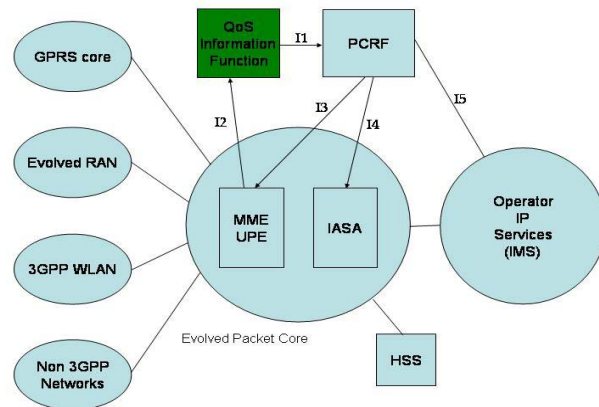 GPRS core
QoS
Information
Function
I1
PCRF
I2
I3
I4
I5
Evolved RAN
MME
UPE
IASA
Operator
IP
Services
(IMS)
3GPP WLAN
Evolved Packet Core
Non 3GPP
Networks
HSS